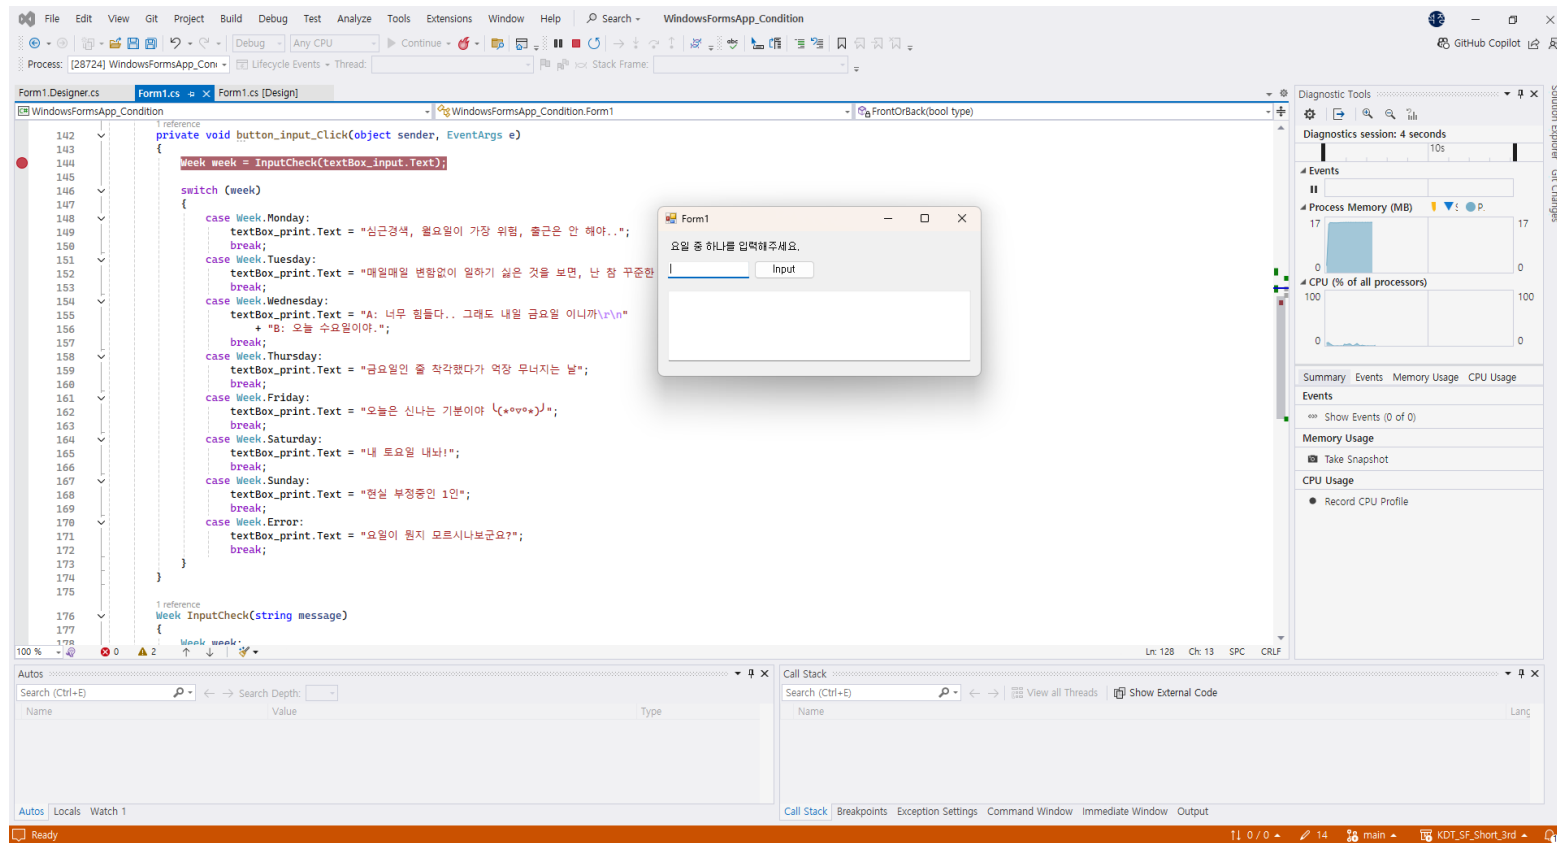 File Edit View Git Project Build Debug Test Analyze Tools Extensions Window Help Search WindowsFormsApp_Condition
Debug Any CPU Continue GitHub Copilot
Process: [28724] WindowsFormsApp_Con Lifecycle Events Thread: Stack Frame:
Form1.Designer.cs Form1.cs Form1.cs [Design]
WindowsFormsApp_Condition WindowsFormsApp_Condition.Form1 FrontOrBack(bool type)
1 reference
142 private void button_input_Click(object sender, EventArgs e)
143 {
144 Week week = InputCheck(textBox_input.Text);
145
146 switch (week)
147 {
148 case Week.Monday:
149 textBox_print.Text = "심근경색, 월요일이 가장 위험, 출근은 안 해야..";
150 break;
151 case Week.Tuesday:
152 textBox_print.Text = "매일매일 변함없이 일하기 싫은 것을 보면, 난 참 꾸준한
153 break;
154 case Week.Wednesday:
155 textBox_print.Text = "A: 너무 힘들다.. 그래도 내일 금요일 이니까\r\n"
156 + "B: 오늘 수요일이야.";
157 break;
158 case Week.Thursday:
159 textBox_print.Text = "금요일인 줄 착각했다가 억장 무너지는 날";
160 break;
161 case Week.Friday:
162 textBox_print.Text = "오늘은 신나는 기분이야 ╰(*°▽°*)╯";
163 break;
164 case Week.Saturday:
165 textBox_print.Text = "내 토요일 내놔!";
166 break;
167 case Week.Sunday:
168 textBox_print.Text = "현실 부정중인 1인";
169 break;
170 case Week.Error:
171 textBox_print.Text = "요일이 뭔지 모르시나보군요?";
172 break;
173 }
174 }
175
1 reference
176 Week InputCheck(string message)
177 {
178 Week week;
100 % 0 2 Ln: 128 Ch: 13 SPC CRLF
Form1
요일 중 하나를 입력해주세요.
Input
Diagnostic Tools
Diagnostics session: 4 seconds
10s
Events
Process Memory (MB) P.
17 17
0 0
CPU (% of all processors)
100 100
0 0
Summary Events Memory Usage CPU Usage
Events
Show Events (0 of 0)
Memory Usage
Take Snapshot
CPU Usage
Record CPU Profile
Solution Explorer
Git Changes
Autos
Search (Ctrl+E) Search Depth:
Name Value Type
Autos Locals Watch 1
Call Stack
Search (Ctrl+E) View all Threads Show External Code
Name Lang
Call Stack Breakpoints Exception Settings Command Window Immediate Window Output
Ready 0 / 0 14 main KDT_SF_Short_3rd